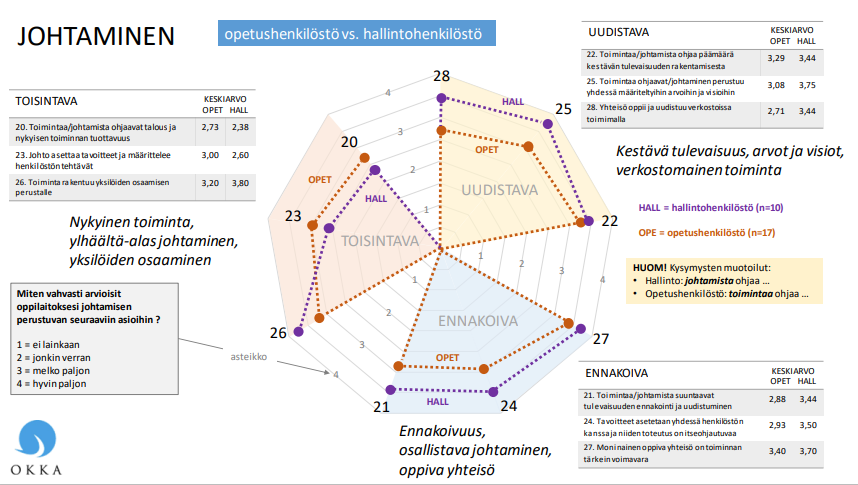 JOHTAMINEN
opetushenkilöstö vs. hallintohenkilöstö
UUDISTAVA
KESKIARVO
OPET HALL
22. Toimintaa/johtamista ohjaa päämäärä
kestävän tulevaisuuden rakentamisesta
3,29 3,44
25. Toimintaa ohjaavat/johtaminen perustuu
yhdessä määriteltyihin arvoihin ja visioihin
3,08 3,75
28. Yhteisö oppii ja uudistuu verkostoissa
toimimalla
2,71 3,44
TOISINTAVA
KESKIARVO
OPET HALL
20. Toimintaa/johtamista ohjaavat talous ja
nykyisen toiminnan tuottavuus
2,73 2,38
23. Johto asettaa tavoitteet ja määrittelee
henkilöstön tehtävät
3,00 2,60
26. Toiminta rakentuu yksilöiden osaamisen
perustalle
3,20 3,80
Kestävä tulevaisuus, arvot ja visiot,
verkostomainen toiminta
HALL = hallintohenkilöstö (n=10)
OPE = opetushenkilöstö (n=17)
HUOM! Kysymysten muotoilut:
• Hallinto: johtamista ohjaa …
• Opetushenkilöstö: toimintaa ohjaa …
Nykyinen toiminta,
ylhäältä-alas johtaminen,
yksilöiden osaaminen
Miten vahvasti arvioisit
oppilaitoksesi johtamisen
perustuvan seuraaviin asioihin ?
1 = ei lainkaan
2 = jonkin verran
3 = melko paljon
4 = hyvin paljon
asteikko
28
25
22
27
24
21
26
23
20
HALL
OPET
UUDISTAVA
OPET
HALL
TOISINTAVA
ENNAKOIVA
OPET
HALL
4
3
2
1
1
2
3
4
1
2
3
4
Ennakoivuus,
osallistava johtaminen,
oppiva yhteisö
ENNAKOIVA
KESKIARVO
OPET HALL
21. Toimintaa/johtamista suuntaavat
tulevaisuuden ennakointi ja uudistuminen
2,88 3,44
24. Tavoitteet asetetaan yhdessä henkilöstön
kanssa ja niiden toteutus on itseohjautuvaa
2,93 3,50
27. Moninainen oppiva yhteisö on toiminnan
tärkein voimavara
3,40 3,70
OKKA